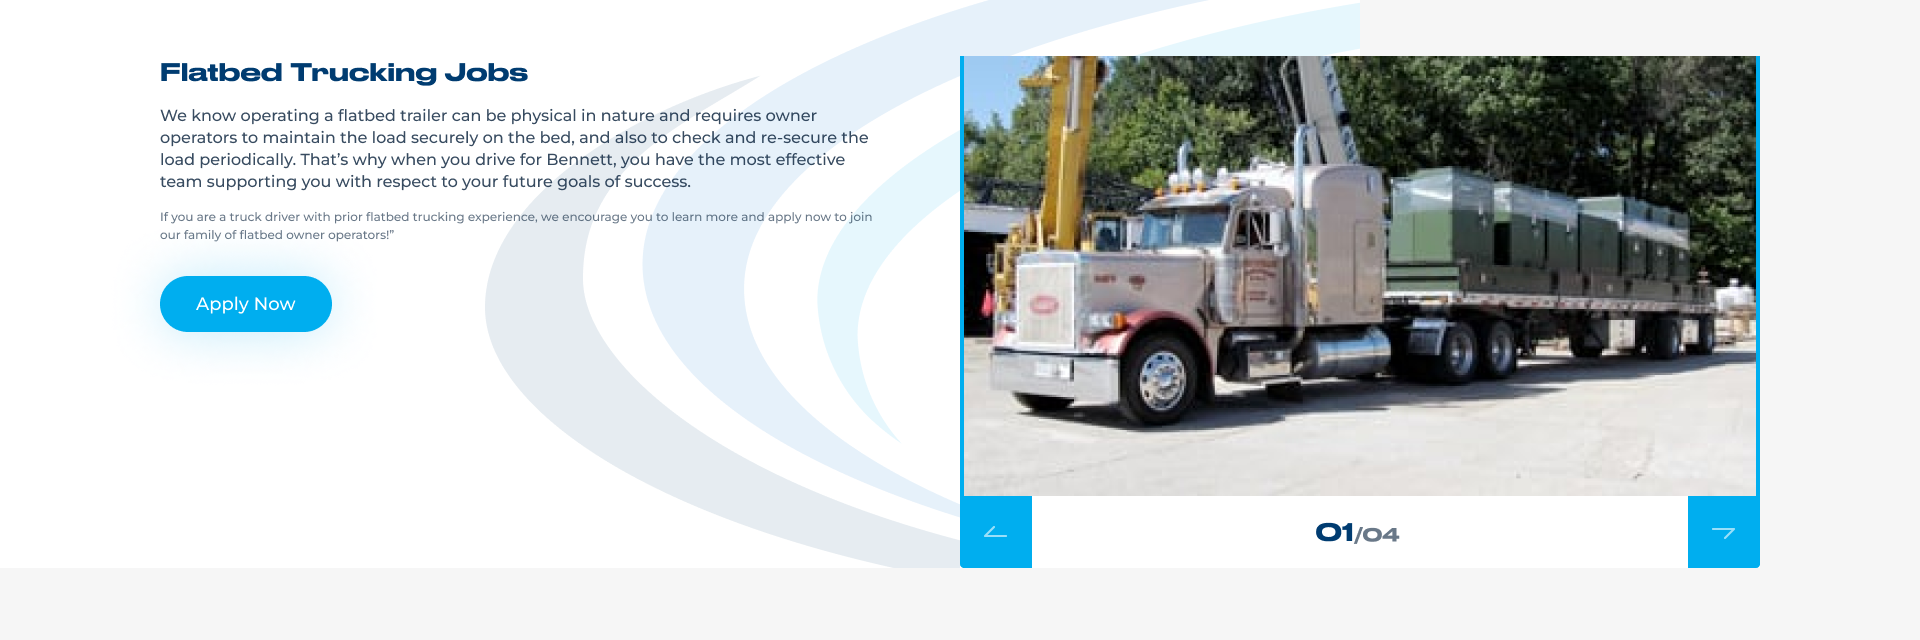 Flatbed Trucking Jobs
We know operating a flatbed trailer can be physical in nature and requires owner
operators to maintain the load securely on the bed, and also to check and re-secure the
load periodically. That’s why when you drive for Bennett, you have the most effective
team supporting you with respect to your future goals of success.
If you are a truck driver with prior flatbed trucking experience, we encourage you to learn more and apply now to join
our family of flatbed owner operators!”
Apply Now
01/04